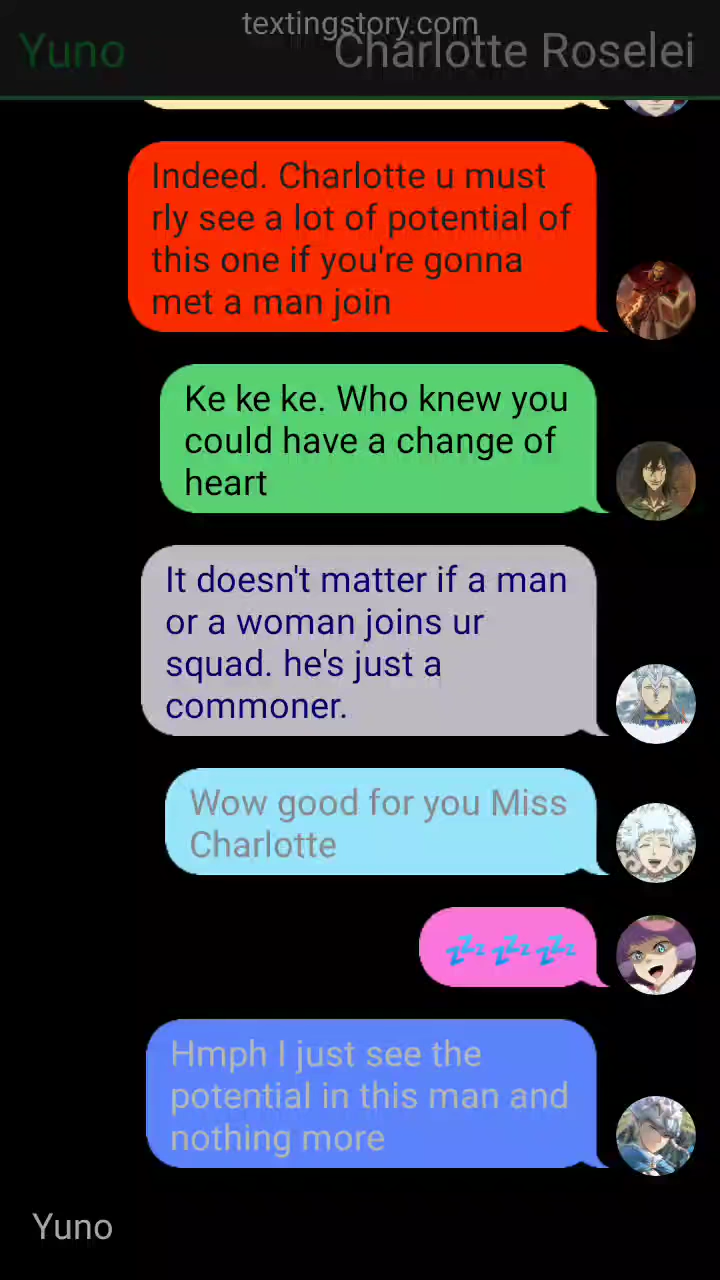 textingstory.com
Yuno
Charlotte Roselei
Indeed. Charlotte u must
rly see a lot of potential of
this one if you're gonna
met a man join
Ke ke ke. Who knew you
could have a change of
heart
It doesn't matter if a man
or a woman joins ur
squad. he's just a
commoner.
Wow good for you Miss
Charlotte
💤💤💤
Hmph I just see the
potential in this man and
nothing more
Yuno